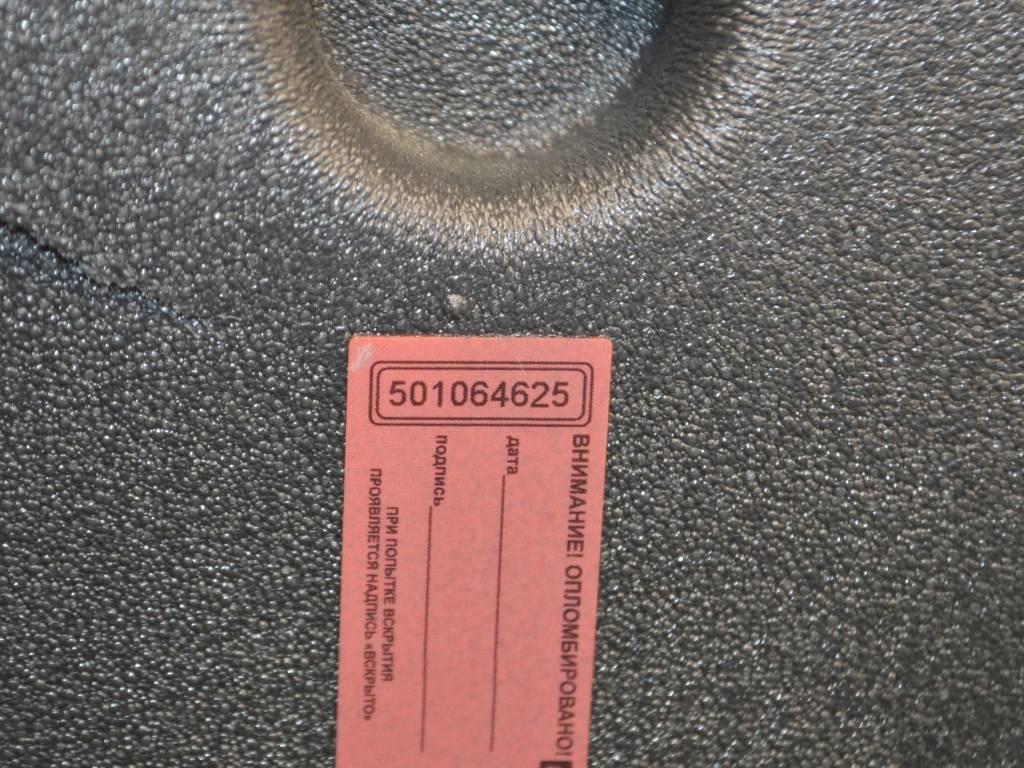 501064625
ВНИМАНИЕ! ОПЛОМБИРОВАНО!
дата
подпись
ПРИ ПОПЫТКЕ ВСКРЫТИЯ
ПРОЯВЛЯЕТСЯ НАДПИСЬ «ВСКРЫТО»